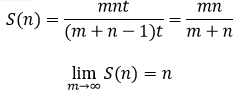 S(n) = mnt / (m + n − 1)t = mn / m + n
lim m→∞ S(n) = n